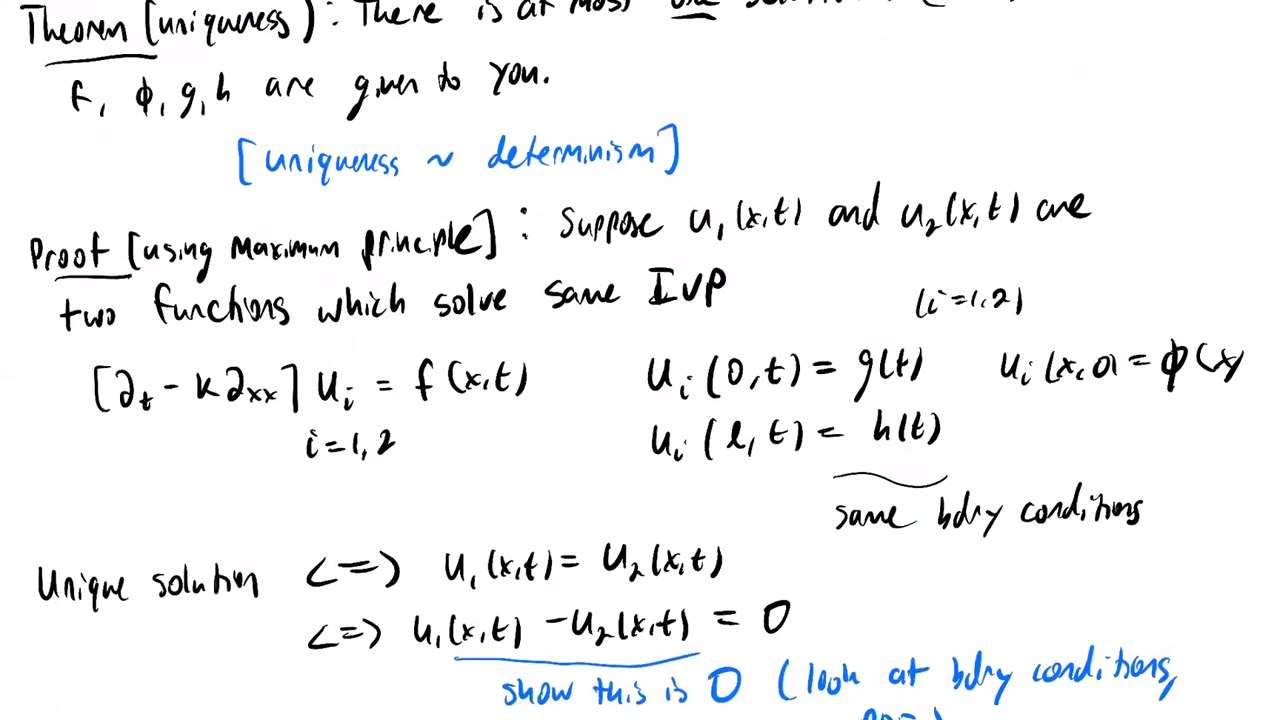 Theorem [uniqueness]: There is at most one
f, φ, g, h are given to you.
[uniqueness ~ determinism]
Proof [using Maximum principle]: Suppose u₁(x,t) and u₂(x,t) are
two functions which solve same IVP
(i=1,2)
[∂ₜ - k∂ₓₓ] uᵢ = f(x,t) uᵢ(0,t) = g(t) uᵢ(x,0) = φ(x)
i=1,2 uᵢ(l,t) = h(t)
same bdry conditions
Unique solution <=> u₁(x,t) = u₂(x,t)
<=> u₁(x,t) - u₂(x,t) = 0
show this is 0 (look at bdry conditions,